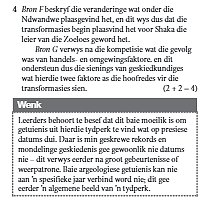 4 Bron F beskryf die veranderinge wat onder die
Ndwandwe plaasgevind het, en dit wys dus dat die
transformasies begin plaasvind het voor Shaka die
leier van die Zoeloes geword het.
Bron G verwys na die kompetisie wat die gevolg
was van handels- en omgewingsfaktore, en dit
ondersteun dus die sienings van geskiedkundiges
wat hierdie twee faktore as die hoofredes vir die
transformasies sien. (2 + 2 – 4)
Wenk
Leerders behoort te besef dat dit baie moeilik is om
getuienis uit hierdie tydperk te vind wat op presiese
datums dui. Daar is min geskrewe rekords en
mondelinge geskiedenis gee gewoonlik nie datums
nie – dit verwys eerder na groot gebeurtenisse of
weerpatrone. Baie argeologiese getuienis kan nie
aan 'n spesifieke jaar verbind word nie; dit gee
eerder 'n algemene beeld van 'n tydperk.